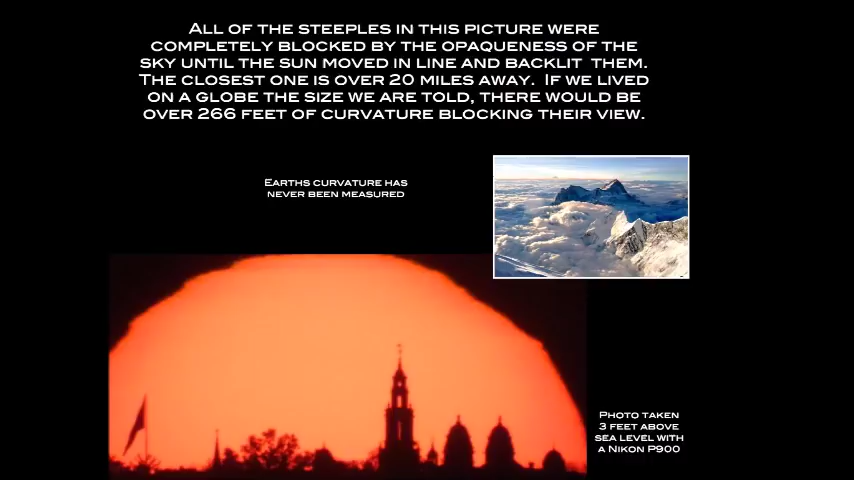 All of the steeples in this picture were
completely blocked by the opaqueness of the
sky until the sun moved in line and backlit them.
The closest one is over 20 miles away. If we lived
on a globe the size we are told, there would be
over 266 feet of curvature blocking their view.
Earths curvature has
never been measured
Photo taken
3 feet above
sea level with
a Nikon P900